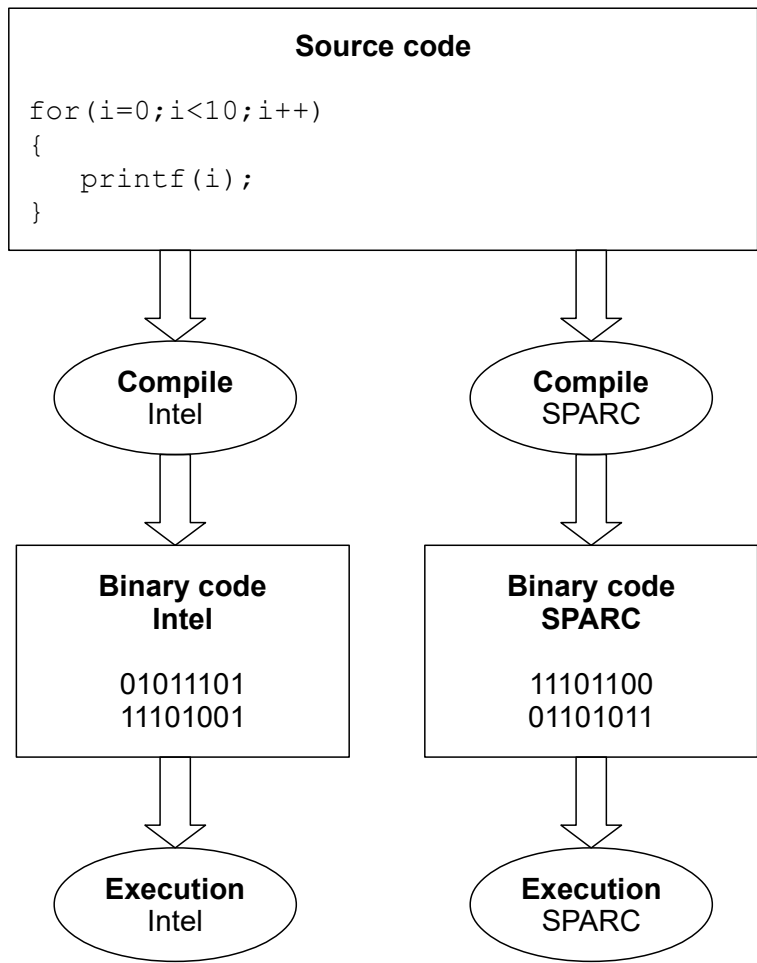 Source code
for(i=0;i<10;i++)
{
   printf(i);
}
Compile
Intel
Compile
SPARC
Binary code
Intel
01011101
11101001
Binary code
SPARC
11101100
01101011
Execution
Intel
Execution
SPARC